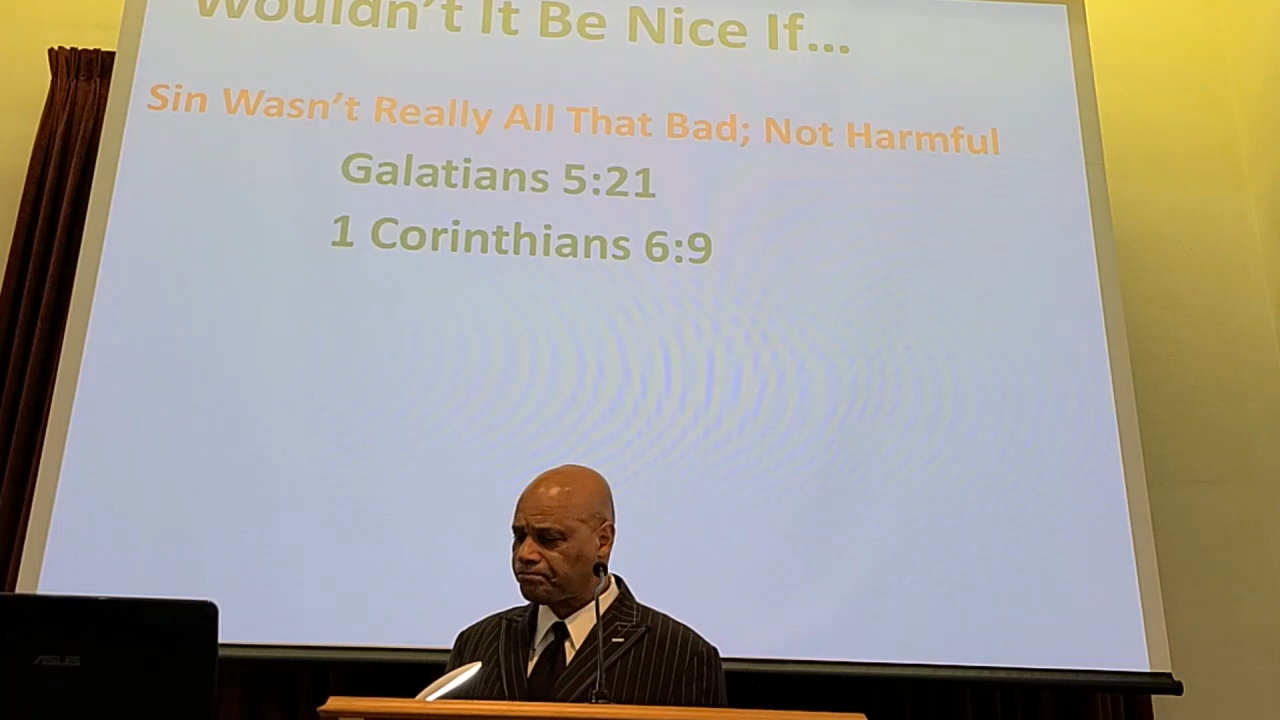 Wouldn't It Be Nice If...
Sin Wasn't Really All That Bad; Not Harmful
Galatians 5:21
1 Corinthians 6:9
ASUS